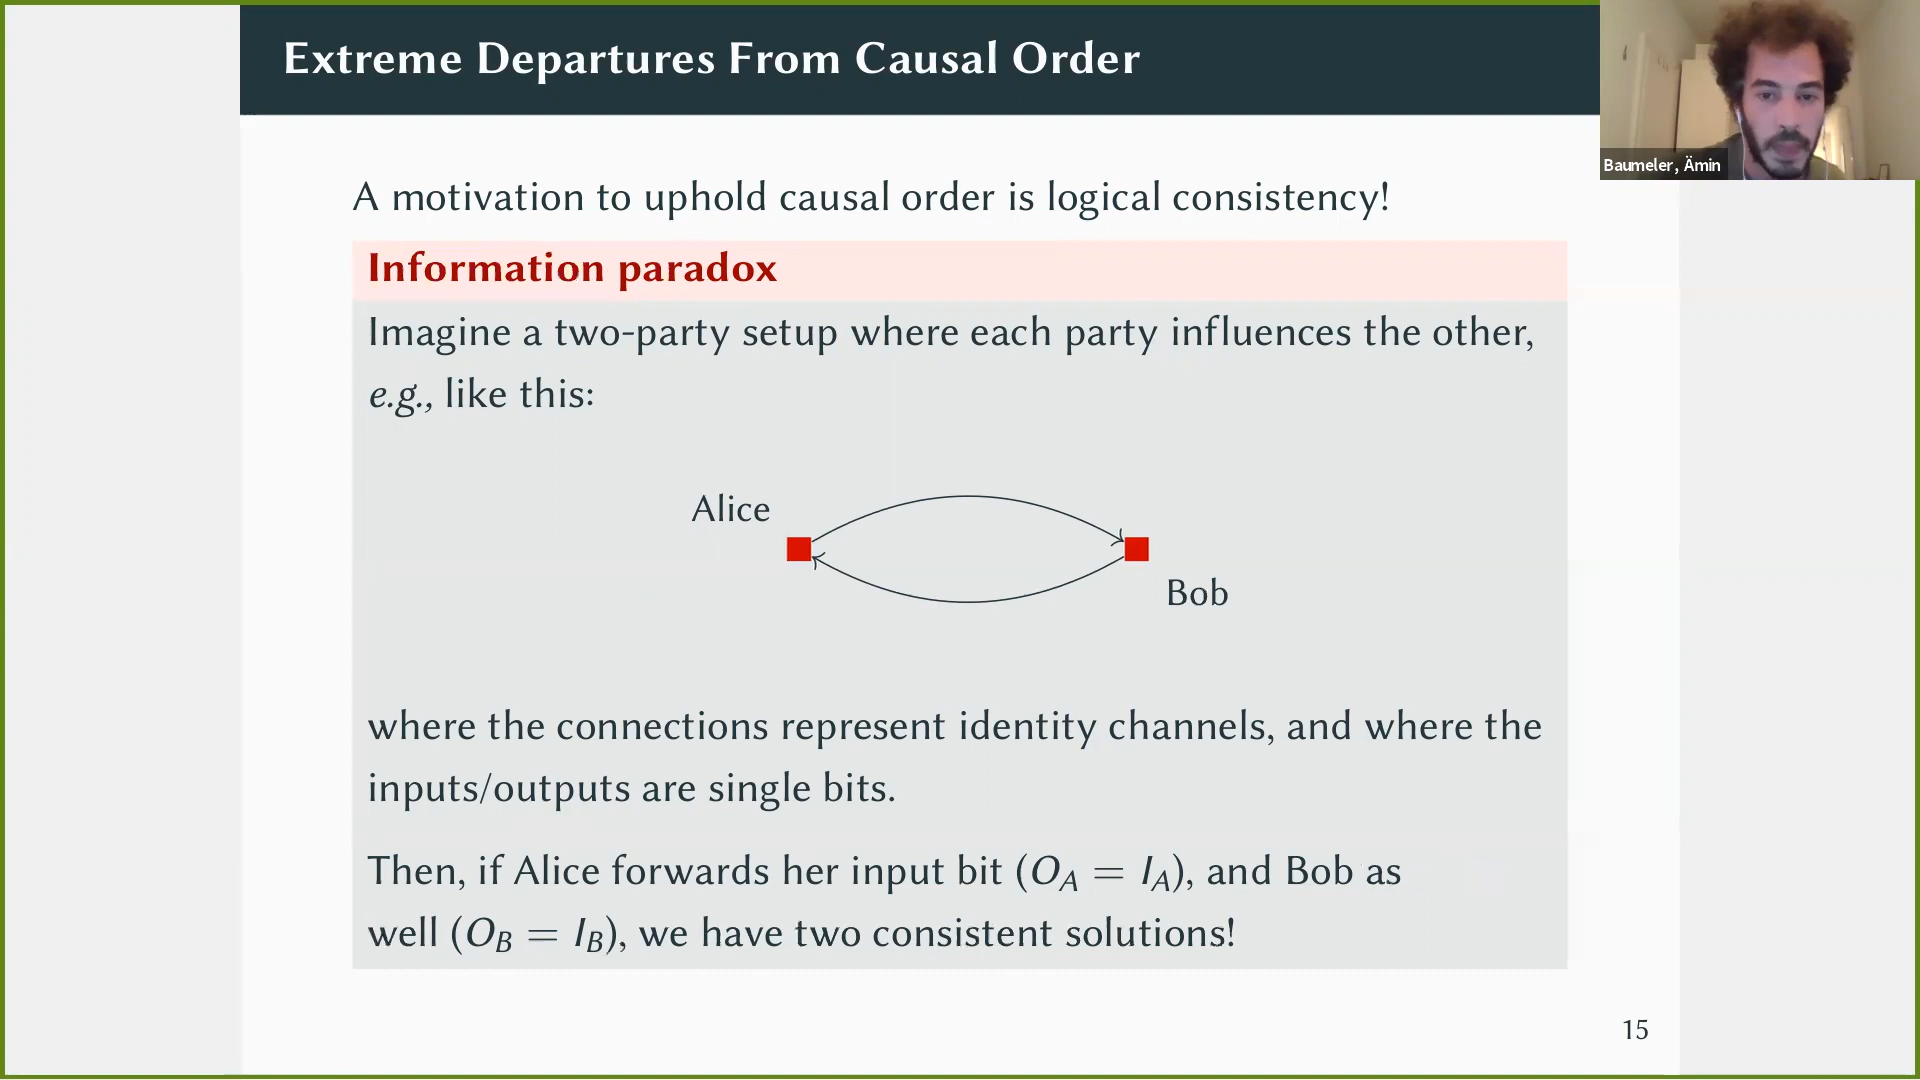 Extreme Departures From Causal Order
Baumeler, Ämin
A motivation to uphold causal order is logical consistency!
Information paradox
Imagine a two-party setup where each party influences the other,
e.g., like this:
Alice
Bob
where the connections represent identity channels, and where the
inputs/outputs are single bits.
Then, if Alice forwards her input bit (O_A = I_A), and Bob as
well (O_B = I_B), we have two consistent solutions!
15